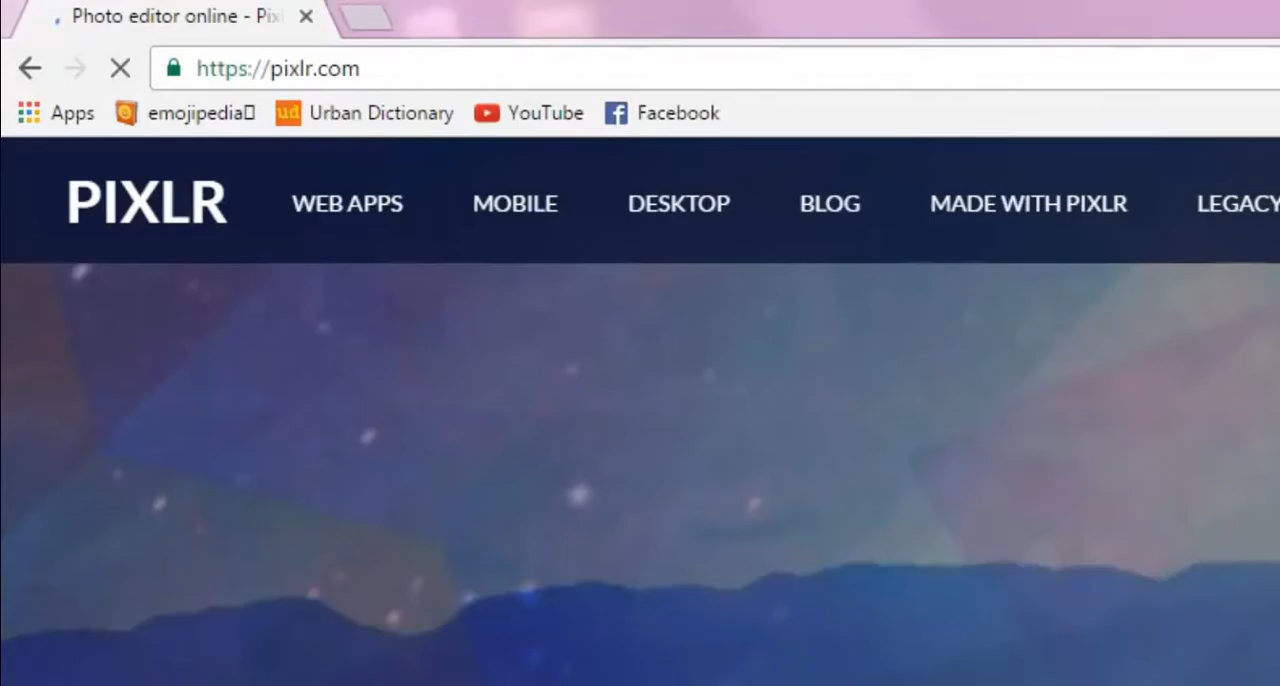 Photo editor online - Pix
https://pixlr.com
Apps emojipedia ud Urban Dictionary YouTube Facebook
PIXLR WEB APPS MOBILE DESKTOP BLOG MADE WITH PIXLR LEGACY